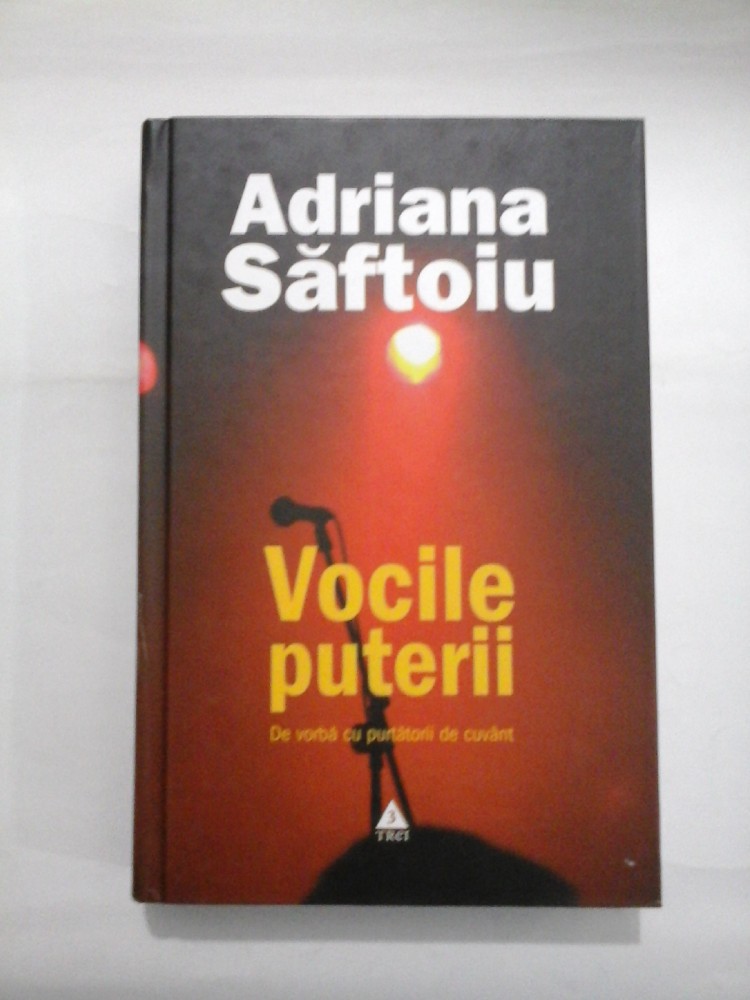 Adriana
Săftoiu
Vocile
puterii
De vorbă cu purtătorii de cuvânt
3
TREI